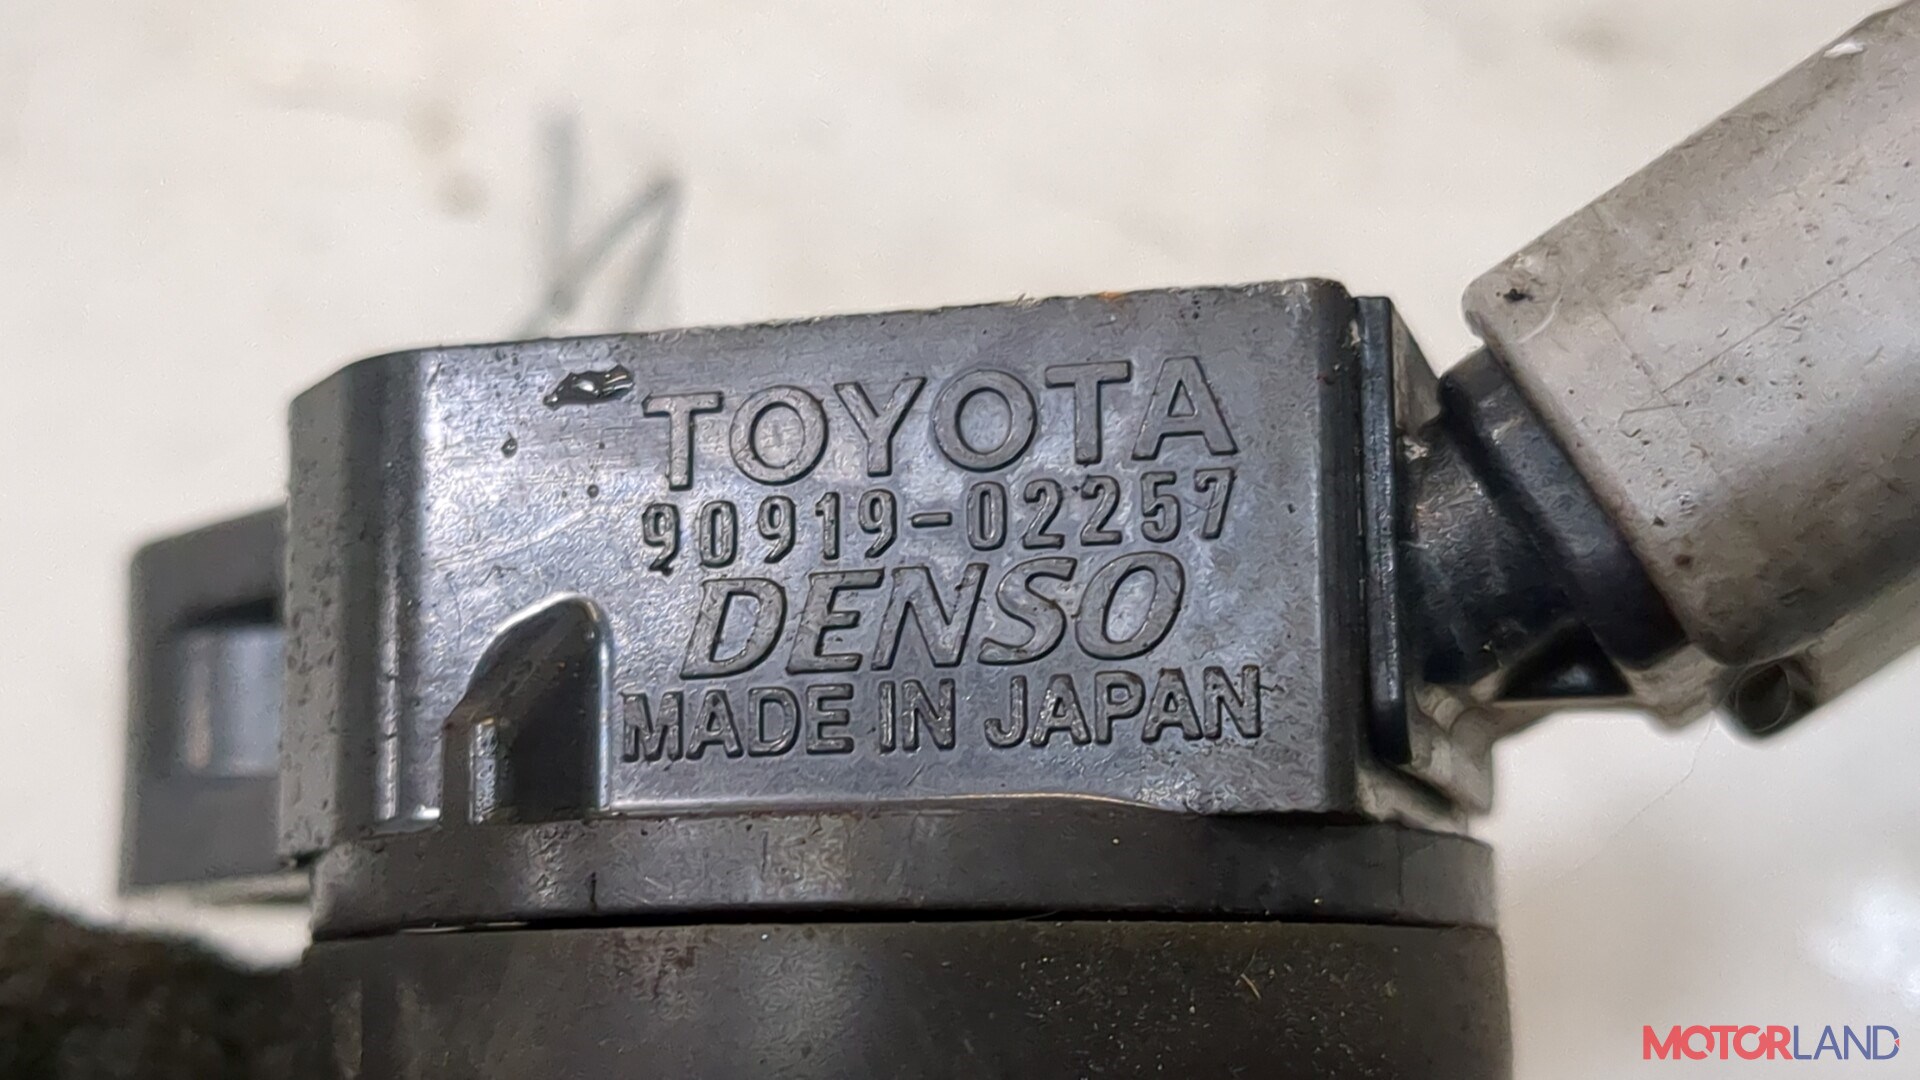 TOYOTA
90919-02257
DENSO
MADE IN JAPAN
MOTORLAND